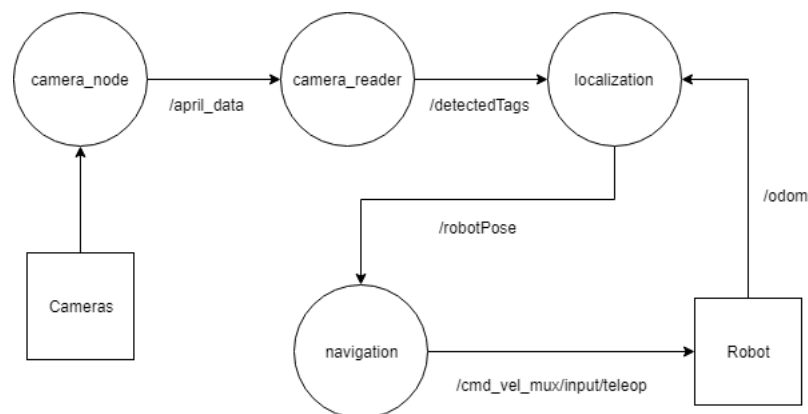 camera_node
camera_reader
localization
/april_data
/detectedTags
/odom
/robotPose
Cameras
navigation
Robot
/cmd_vel_mux/input/teleop